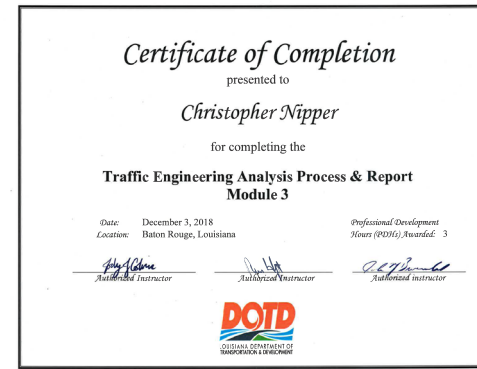 Certificate of Completion
presented to
Christopher Nipper
for completing the
Traffic Engineering Analysis Process & Report
Module 3
Date: December 3, 2018
Location: Baton Rouge, Louisiana
Professional Development
Hours (PDHs) Awarded: 3
Authorized Instructor
Authorized Instructor
Authorized instructor
DOTD
LOUISIANA DEPARTMENT OF
TRANSPORTATION & DEVELOPMENT